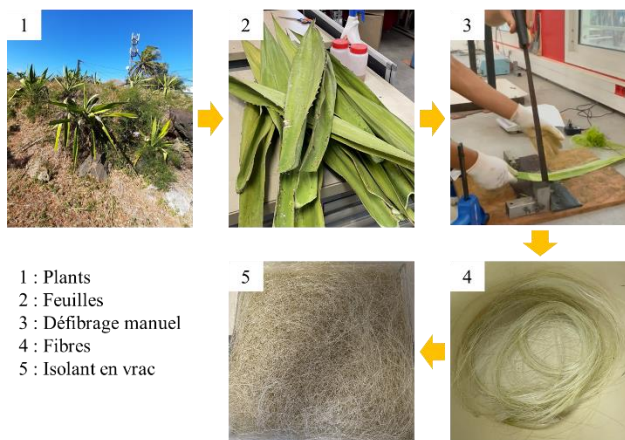 1
2
3
1 : Plants
2 : Feuilles
3 : Défibrage manuel
4 : Fibres
5 : Isolant en vrac
5
4